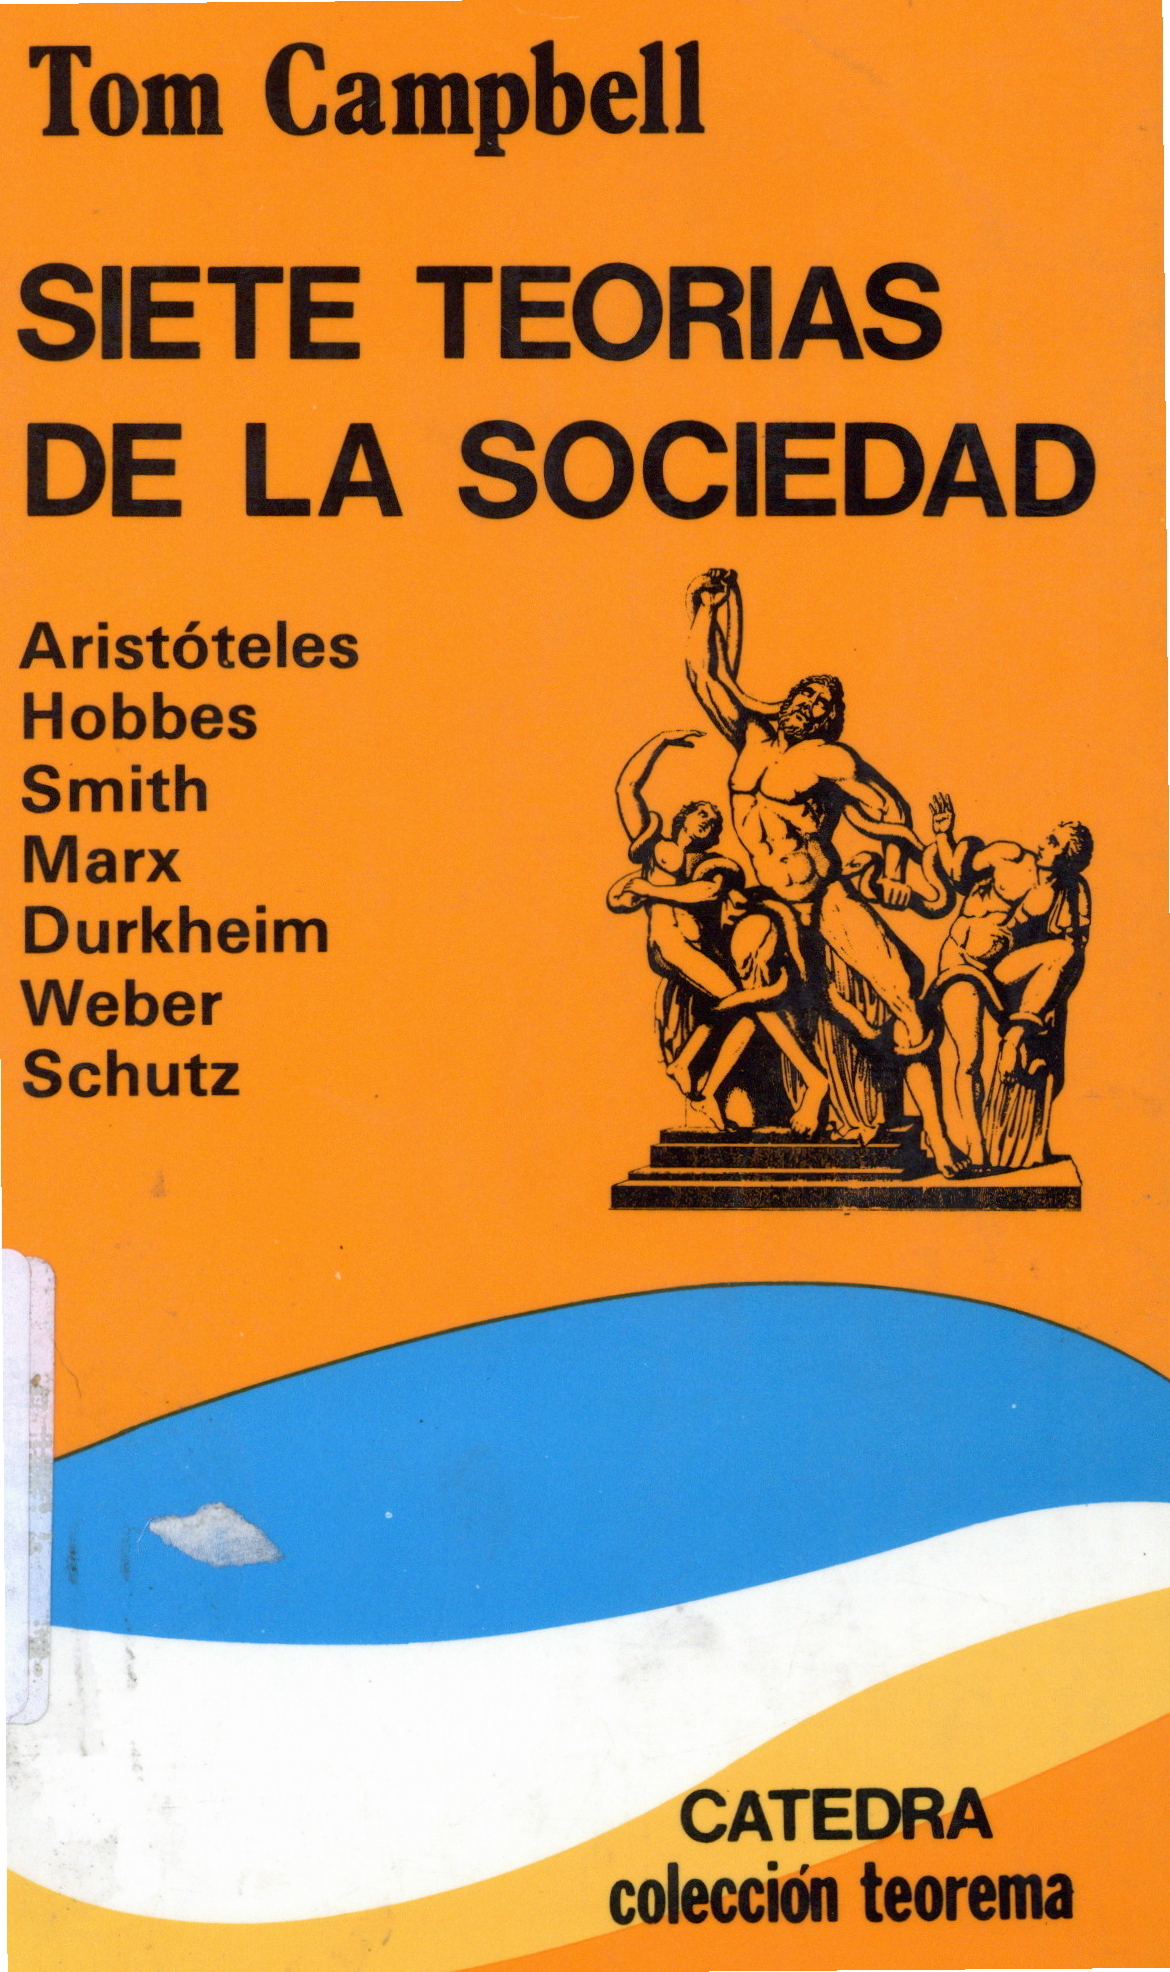 Tom Campbell
SIETE TEORIAS
DE LA SOCIEDAD
Aristóteles
Hobbes
Smith
Marx
Durkheim
Weber
Schutz
CATEDRA
colección teorema